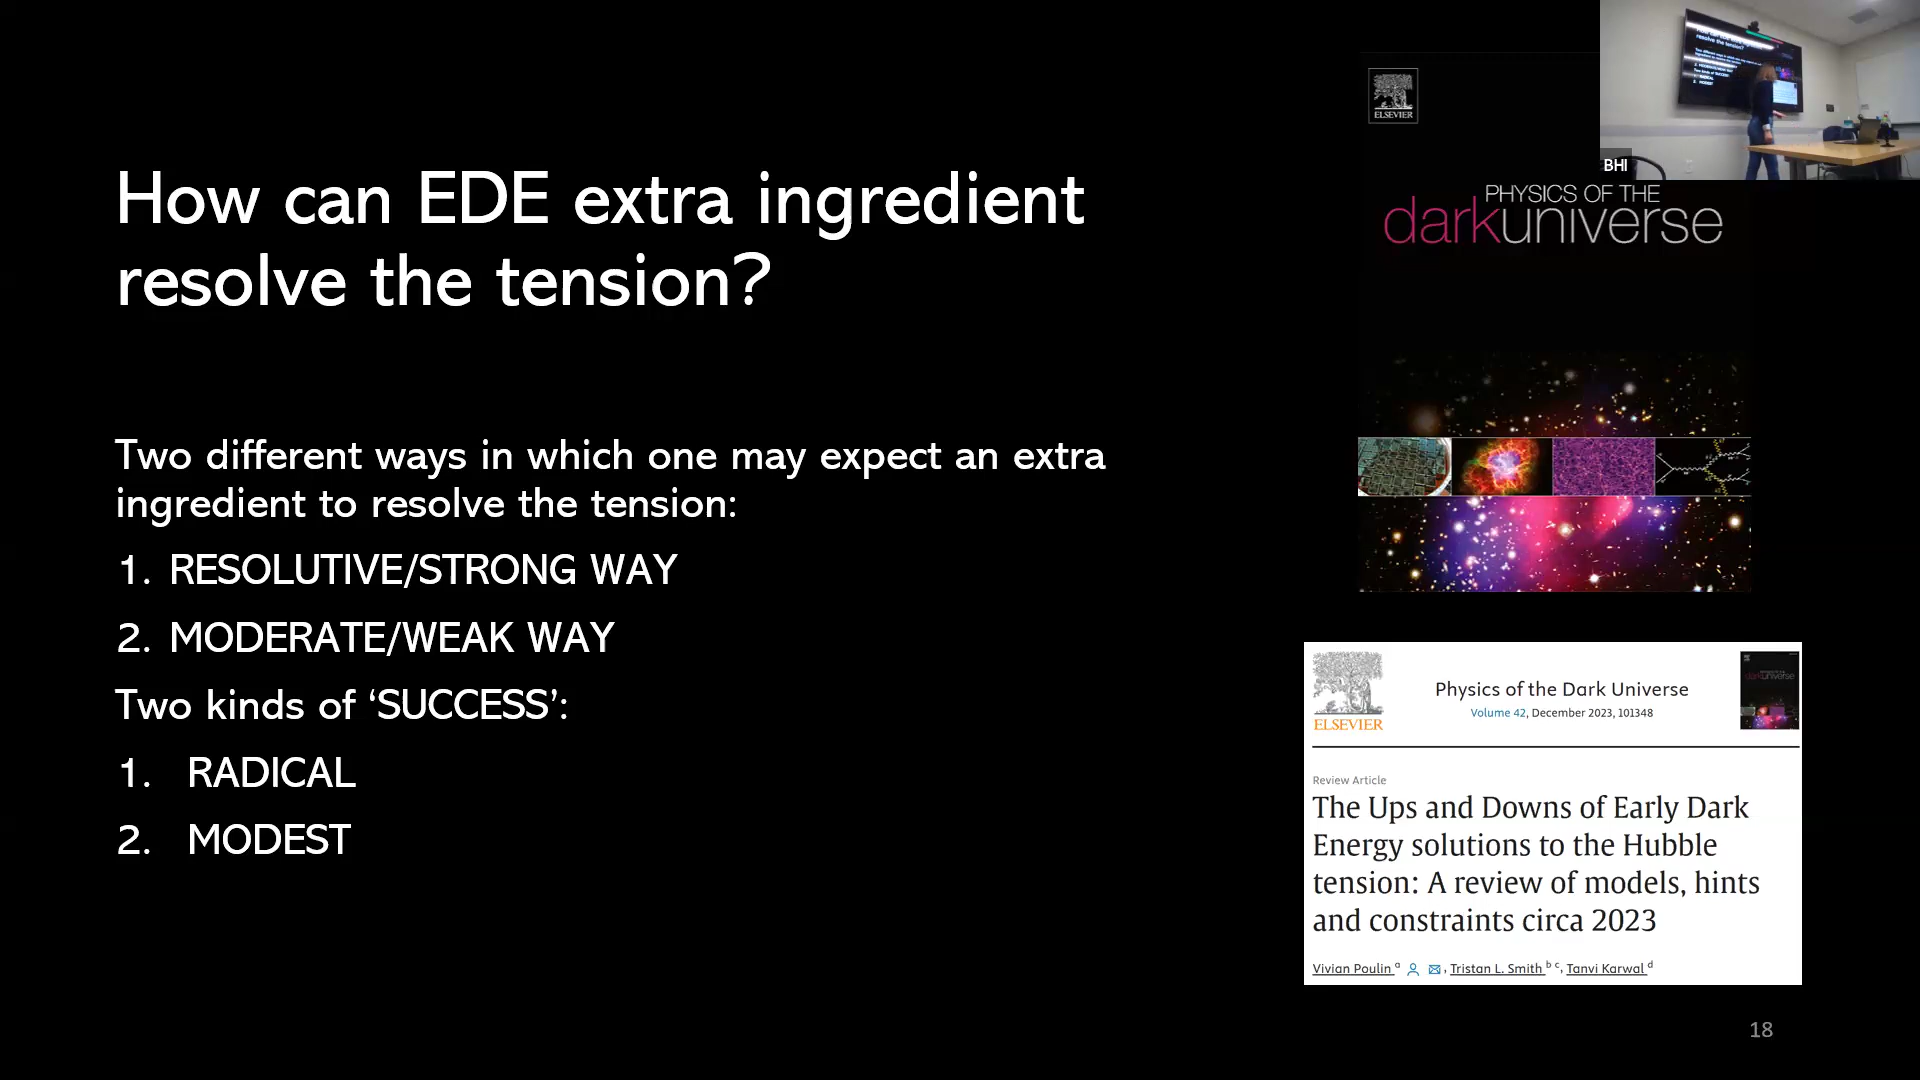 How can EDE extra ingredient
resolve the tension?
Two different ways in which one may expect an extra
ingredient to resolve the tension:
1. RESOLUTIVE/STRONG WAY
2. MODERATE/WEAK WAY
Two kinds of ‘SUCCESS’:
1. RADICAL
2. MODEST
ELSEVIER
BHI
PHYSICS OF THE
darkuniverse
ELSEVIER
Physics of the Dark Universe
Volume 42, December 2023, 101348
Review Article
The Ups and Downs of Early Dark
Energy solutions to the Hubble
tension: A review of models, hints
and constraints circa 2023
Vivian Poulin a, Tristan L. Smith b c, Tanvi Karwal d
18